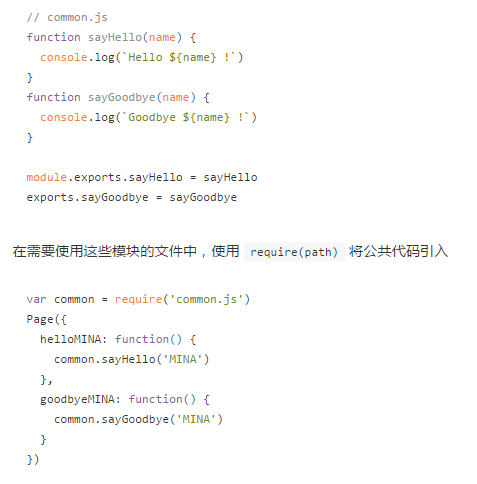 // common.js
function sayHello(name) {
  console.log(`Hello ${name} !`)
}
function sayGoodbye(name) {
  console.log(`Goodbye ${name} !`)
}

module.exports.sayHello = sayHello
exports.sayGoodbye = sayGoodbye

在需要使用这些模块的文件中，使用 require(path) 将公共代码引入

var common = require('common.js')
Page({
  helloMINA: function() {
    common.sayHello('MINA')
  },
  goodbyeMINA: function() {
    common.sayGoodbye('MINA')
  }
})